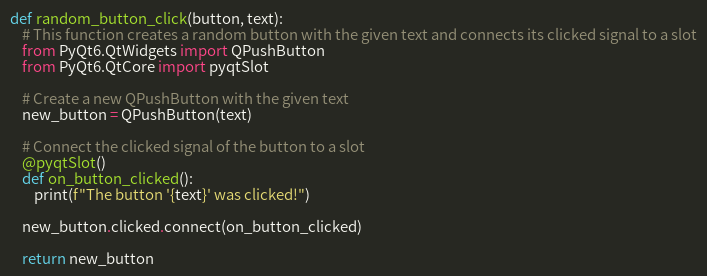 def random_button_click(button, text):
    # This function creates a random button with the given text and connects its clicked signal to a slot
    from PyQt6.QtWidgets import QPushButton
    from PyQt6.QtCore import pyqtSlot

    # Create a new QPushButton with the given text
    new_button = QPushButton(text)

    # Connect the clicked signal of the button to a slot
    @pyqtSlot()
    def on_button_clicked():
        print(f"The button '{text}' was clicked!")

    new_button.clicked.connect(on_button_clicked)

    return new_button